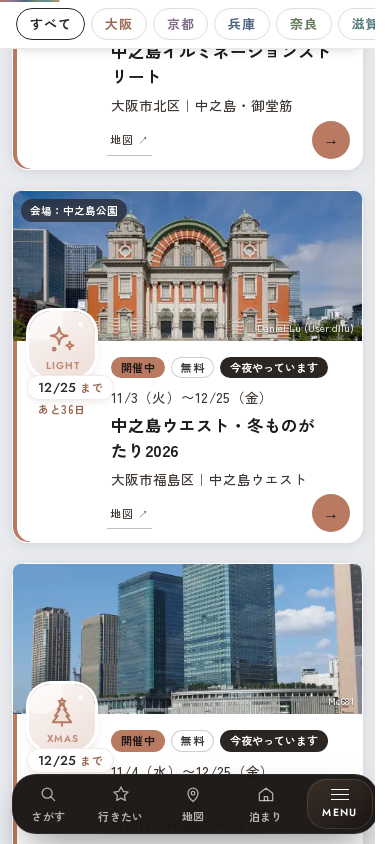 すべて
大阪
京都
兵庫
奈良
滋賀
中之島イルミネーションスト
リート
大阪市北区｜中之島・御堂筋
地図 ↗
→
会場：中之島公園
Daniel Lu (User:dllu)
LIGHT
12/25 まで
あと36日
開催中
無料
今夜やっています
11/3（火）〜12/25（金）
中之島ウエスト・冬ものが
たり2026
大阪市福島区｜中之島ウエスト
地図 ↗
→
Mc681
XMAS
12/25 まで
開催中
無料
今夜やっています
11/4（水）〜12/25（金）
さがす
行きたい
地図
泊まり
MENU